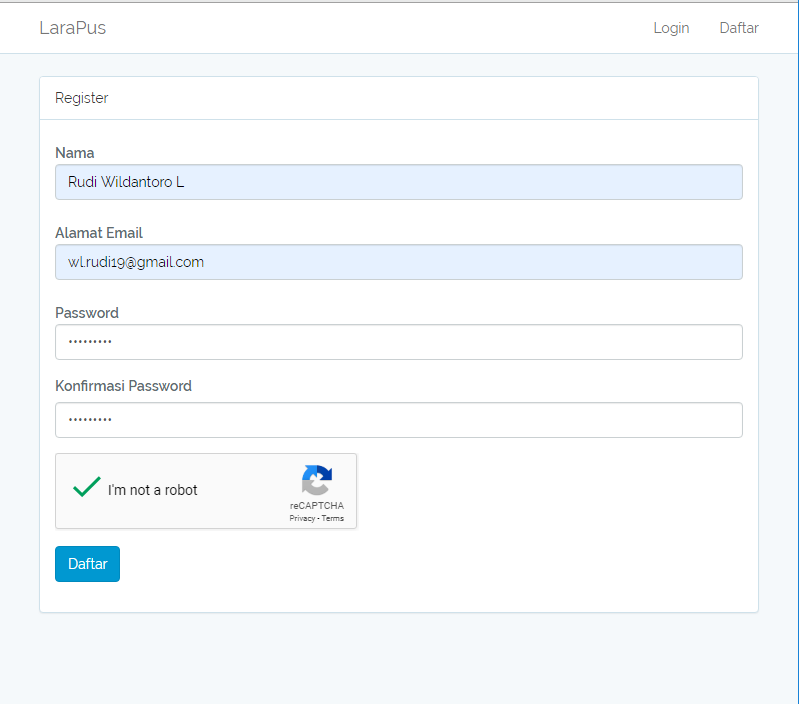 LaraPus Login Daftar
Register
Nama
Rudi Wildantoro L
Alamat Email
wl.rudi19@gmail.com
Password
•••••••••
Konfirmasi Password
•••••••••
I'm not a robot
reCAPTCHA
Privacy - Terms
Daftar